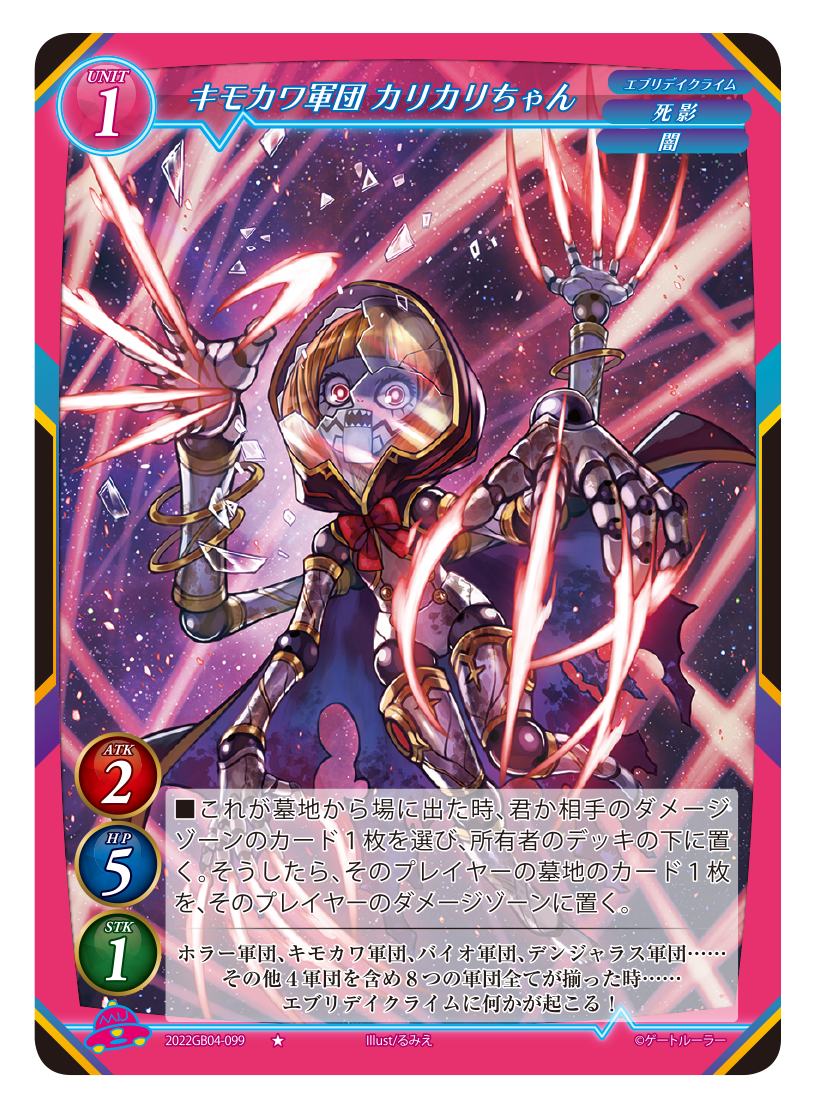 UNIT
1
キモカワ軍団 カリカリちゃん
エブリデイクライム
死影
闇
ATK
2
HP
5
STK
1
■これが墓地から場に出た時、君か相手のダメージ
ゾーンのカード１枚を選び、所有者のデッキの下に置
く。そうしたら、そのプレイヤーの墓地のカード１枚
を、そのプレイヤーのダメージゾーンに置く。
ホラー軍団、キモカワ軍団、バイオ軍団、デンジャラス軍団……
その他４軍団を含め８つの軍団全てが揃った時……
エブリデイクライムに何かが起こる！
2022GB04-099 ★ Illust/るみえ ©ゲートルーラー